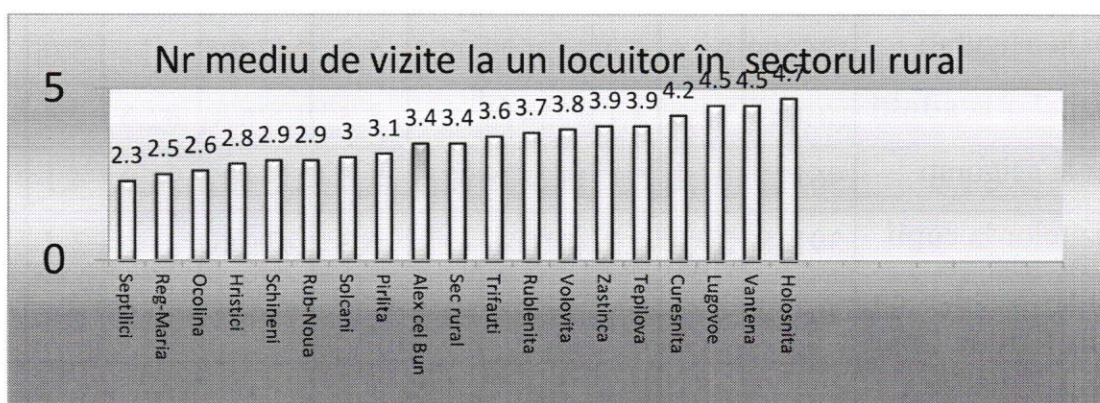 Nr mediu de vizite la un locuitor în sectorul rural
5
0
2.3
2.5
2.6
2.8
2.9
2.9
3
3.1
3.4
3.4
3.6
3.7
3.8
3.9
3.9
4.2
4.5
4.5
4.7
Septilici
Reg-Maria
Ocolina
Hristici
Schineni
Rub-Noua
Solcani
Pirlita
Alex cel Bun
Sec rural
Trifauti
Rublenita
Volovita
Zastinca
Tepilova
Curesnita
Lugovoe
Vantena
Holosnita